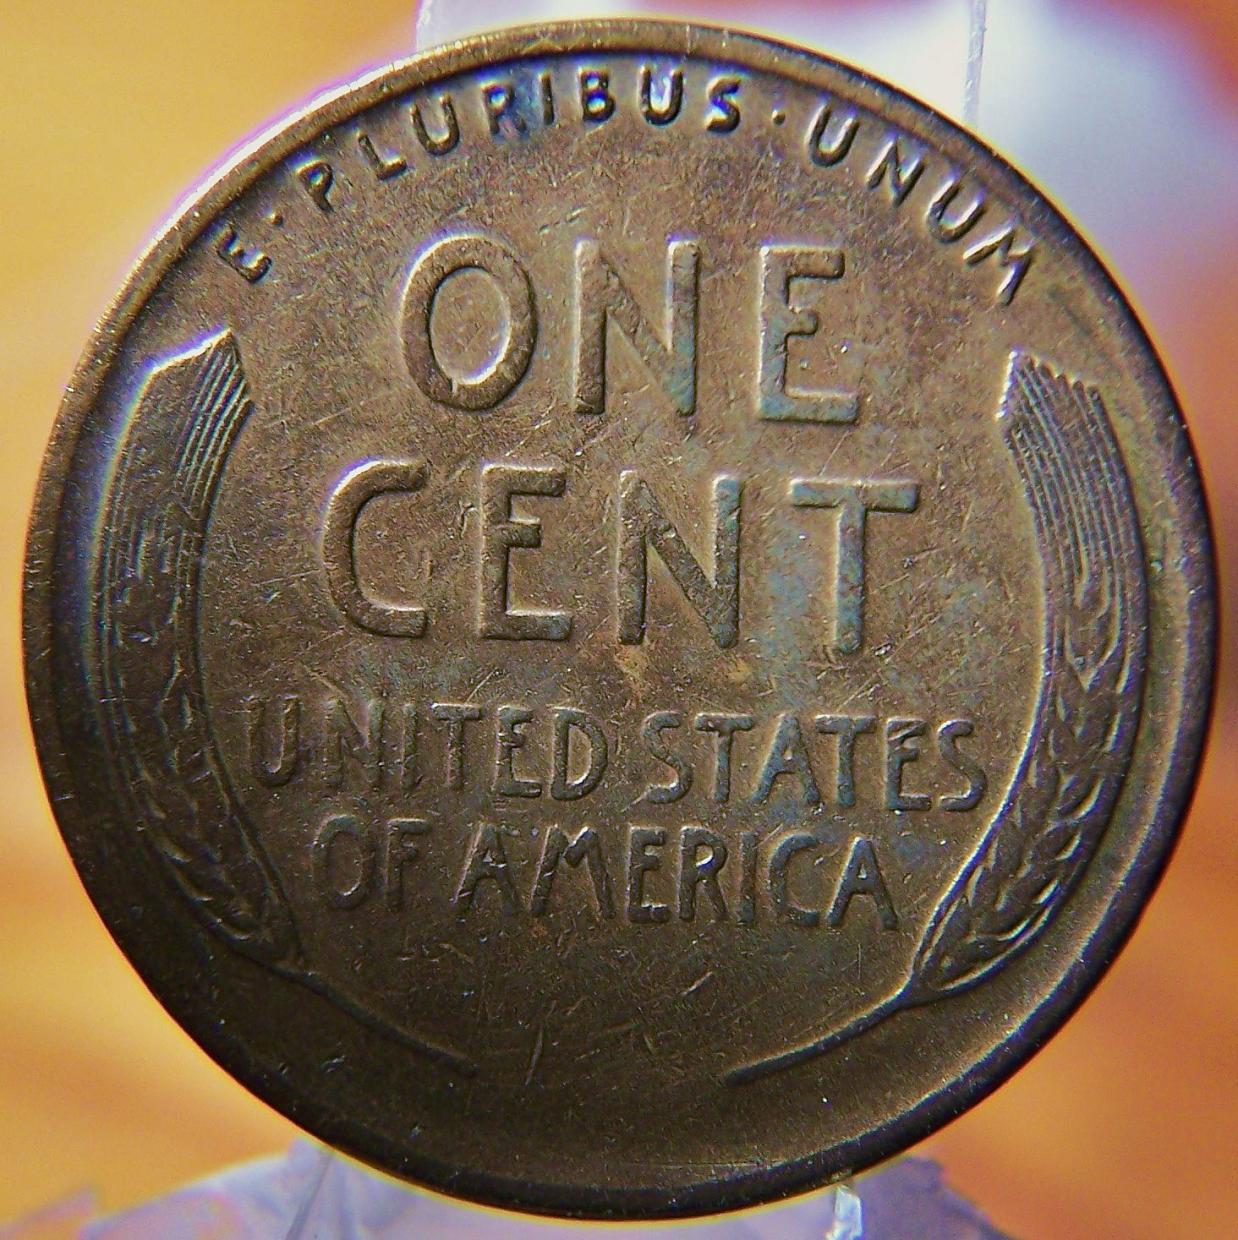 E·PLURIBUS·UNUM
ONE
CENT
UNITED STATES
OF AMERICA